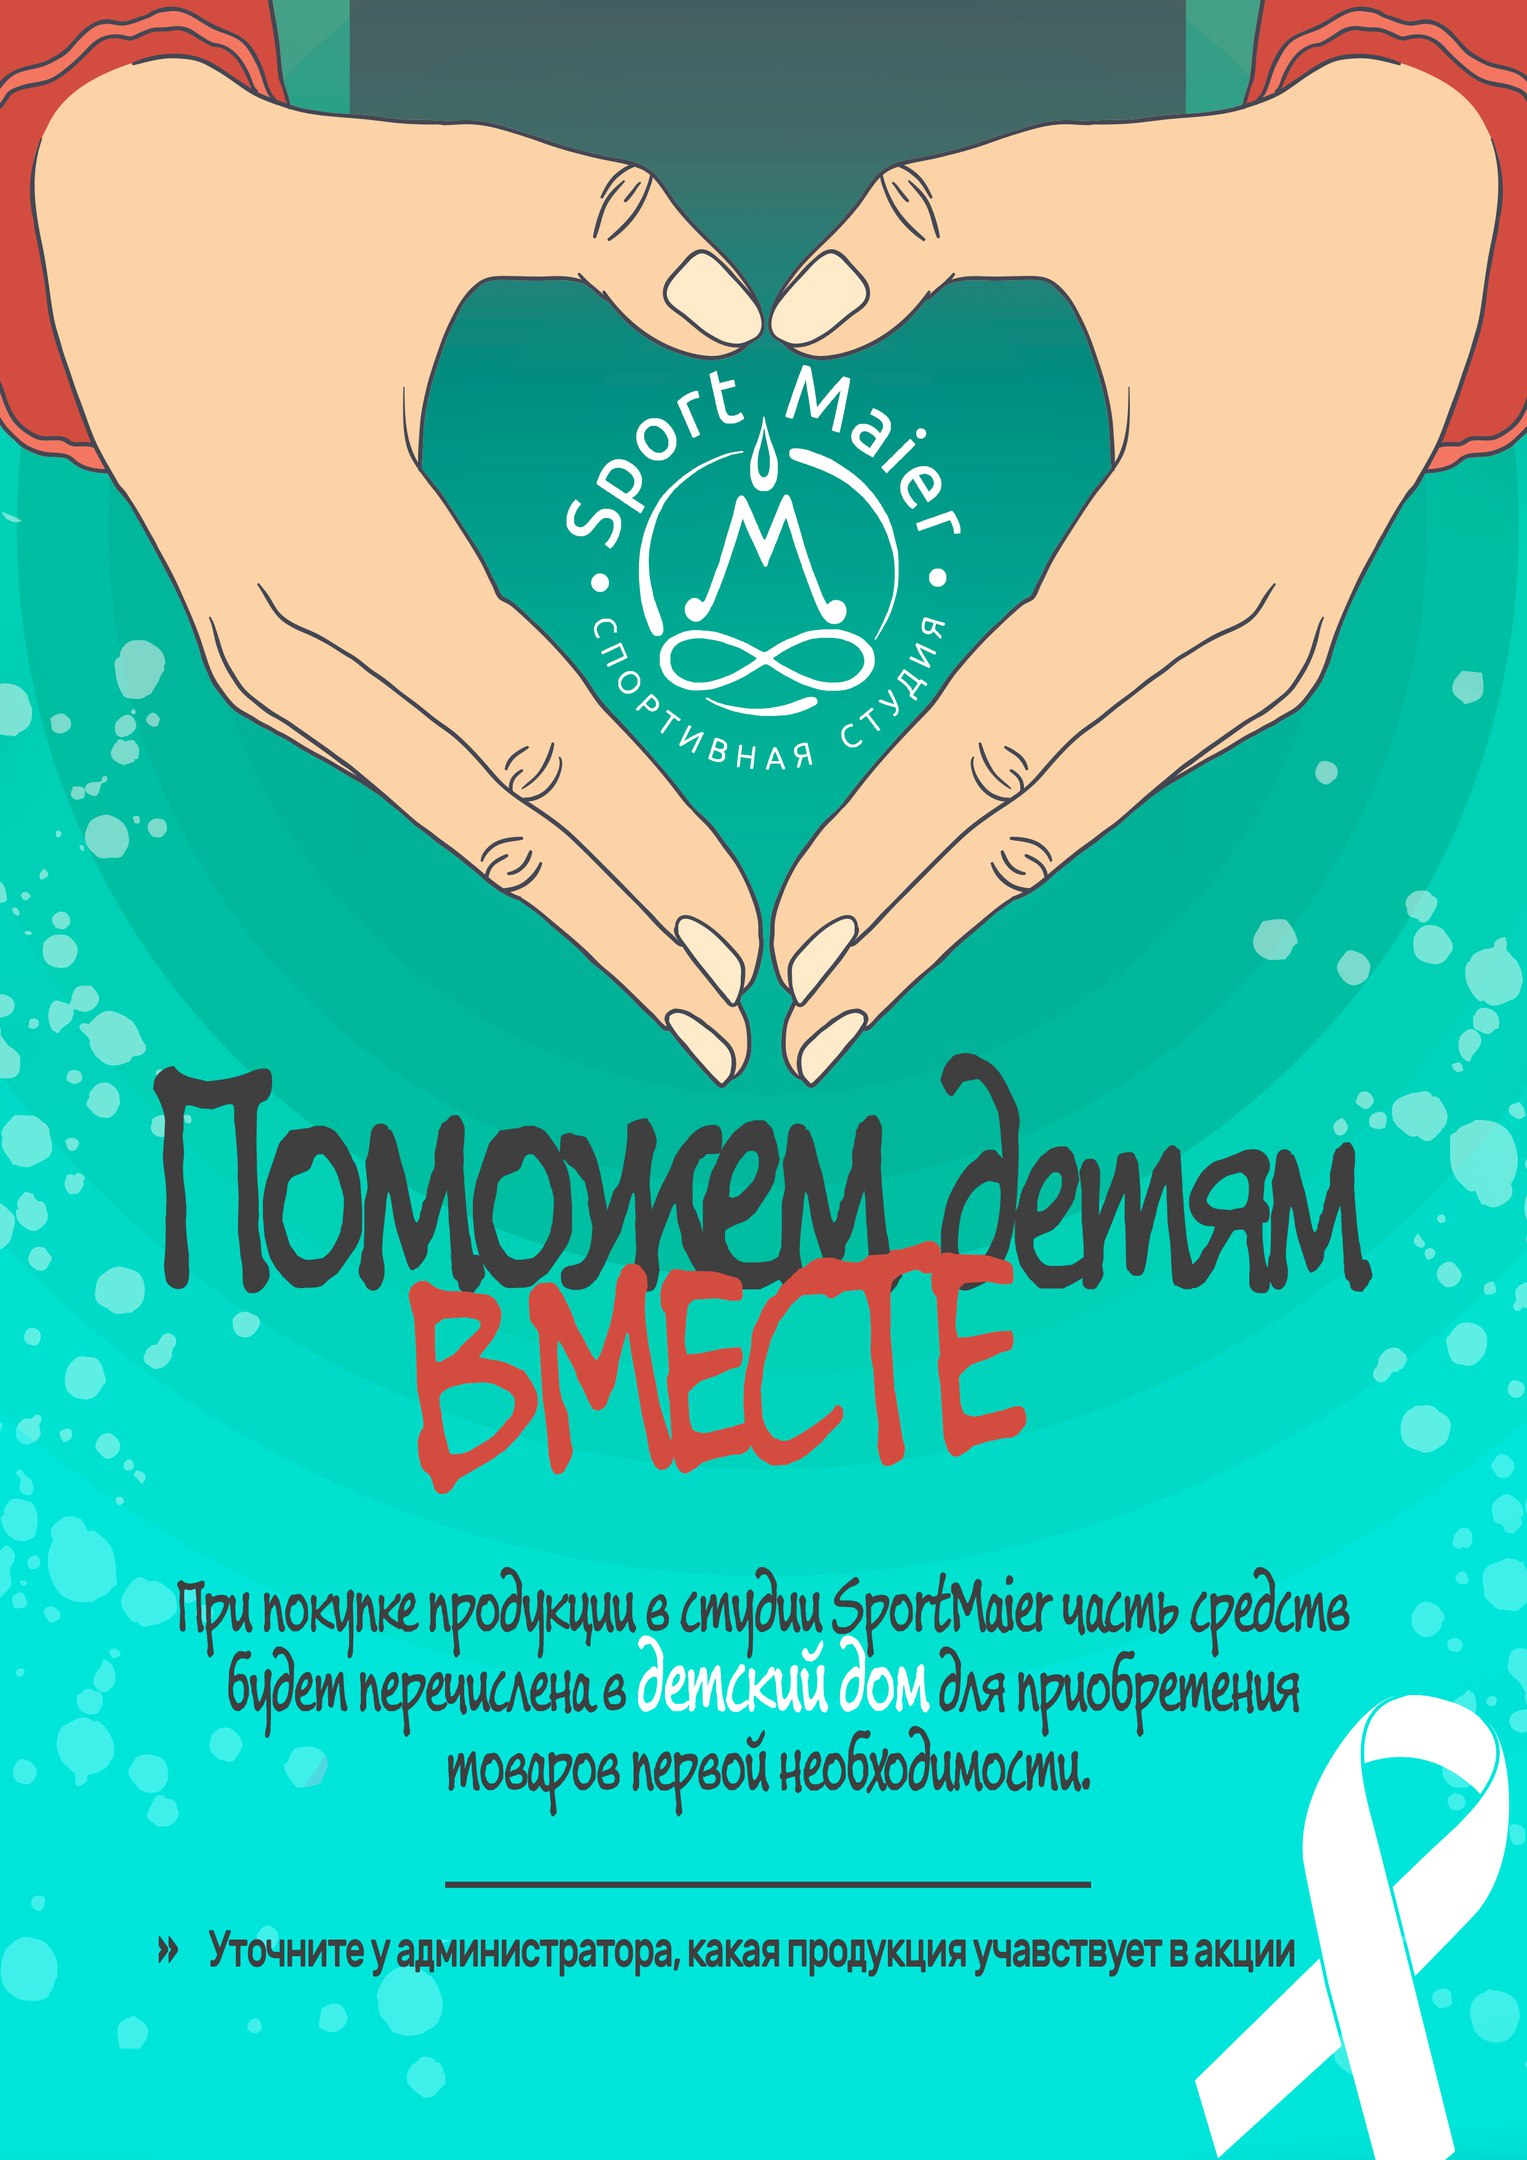 Sport Maier
М
СПОРТИВНАЯ СТУДИЯ
Поможем детям
ВМЕСТЕ
При покупке продукции в студии SportMaier часть средств
будет перечислена в детский дом для приобретения
товаров первой необходимости.
» Уточните у администратора, какая продукция учавствует в акции